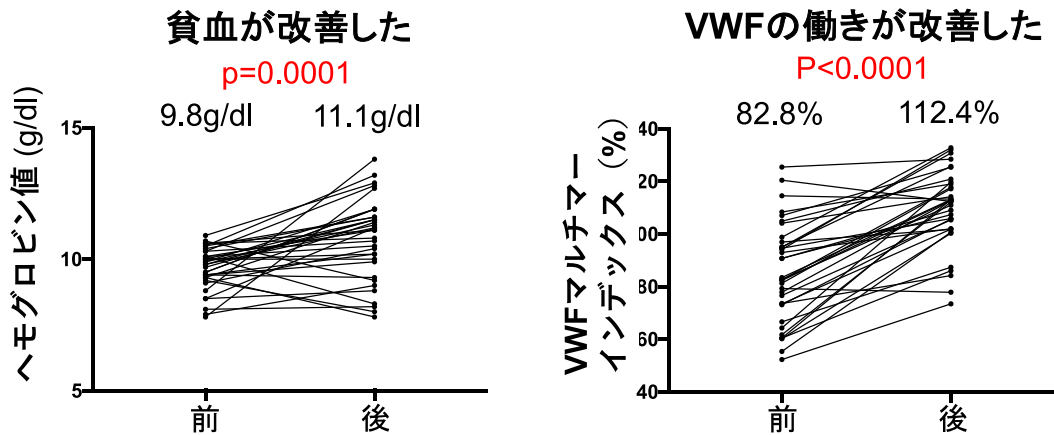 貧血が改善した
p=0.0001
9.8g/dl 11.1g/dl
ヘモグロビン値 (g/dl)
15
10
5
前 後
VWFの働きが改善した
P<0.0001
82.8% 112.4%
VWFマルチマー
インデックス (%)
40
20
00
80
60
40
前 後